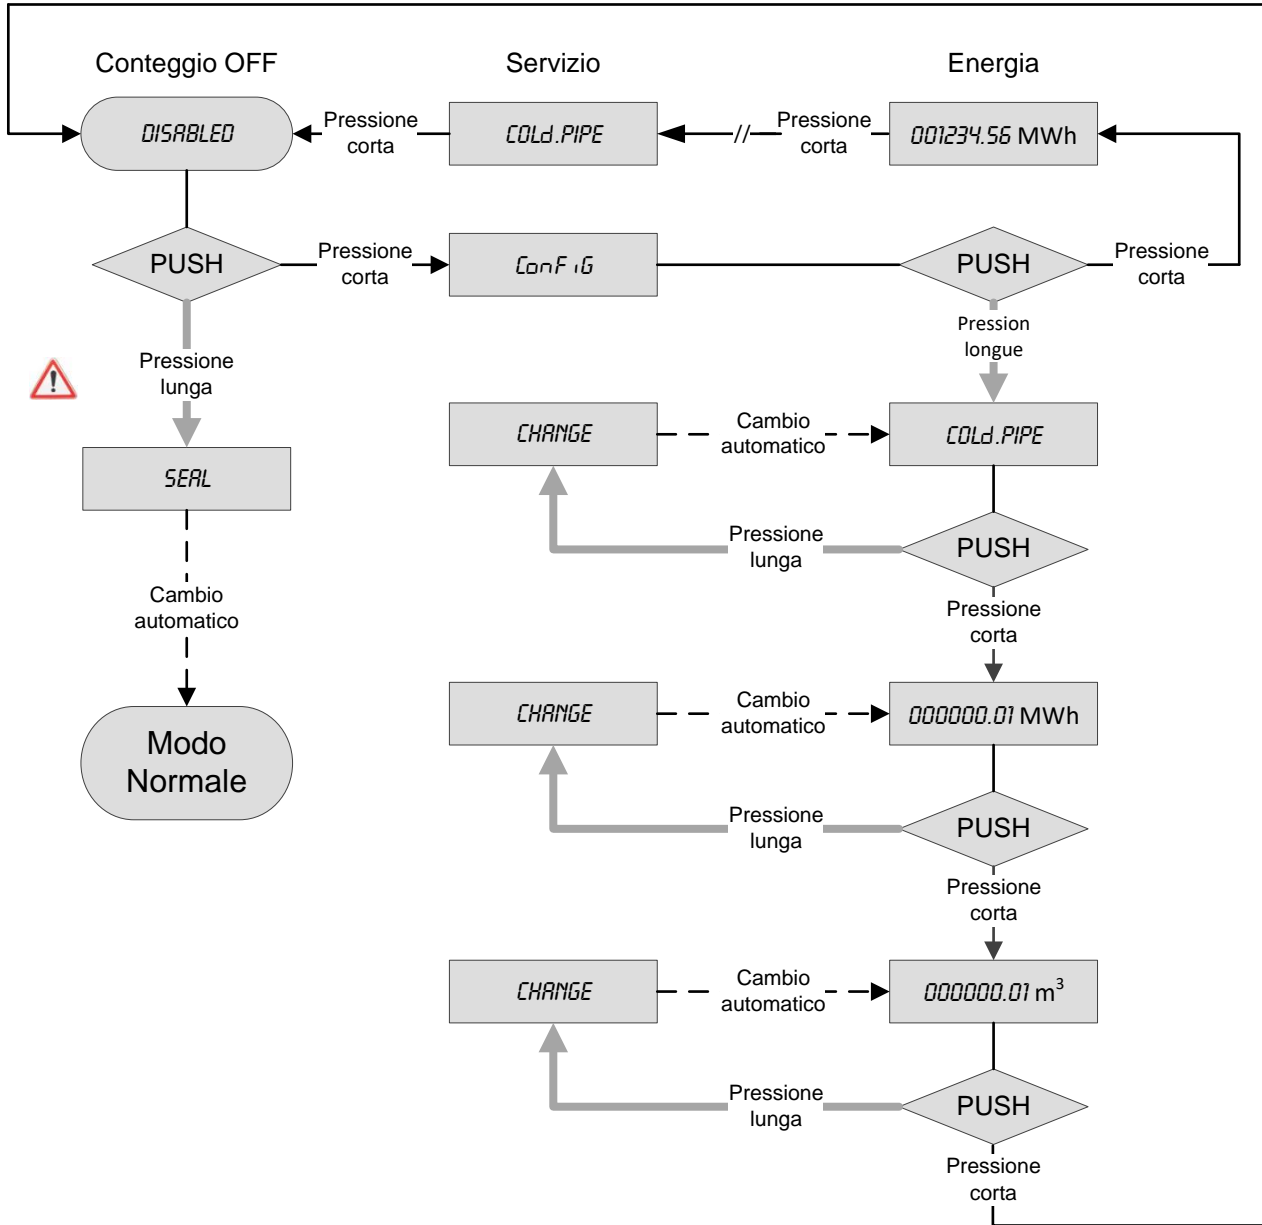 Conteggio OFF
Servizio
Energia
DISABLED
Pressione
corta
COLd.PIPE
//
Pressione
corta
001234.56 MWh
PUSH
Pressione
corta
ConFiG
PUSH
Pressione
corta
Pressione
lunga
Pression
longue
SEAL
CHANGE
Cambio
automatico
COLd.PIPE
Pressione
lunga
PUSH
Cambio
automatico
Pressione
corta
Modo
Normale
CHANGE
Cambio
automatico
000000.01 MWh
Pressione
lunga
PUSH
Pressione
corta
CHANGE
Cambio
automatico
000000.01 m³
Pressione
lunga
PUSH
Pressione
corta